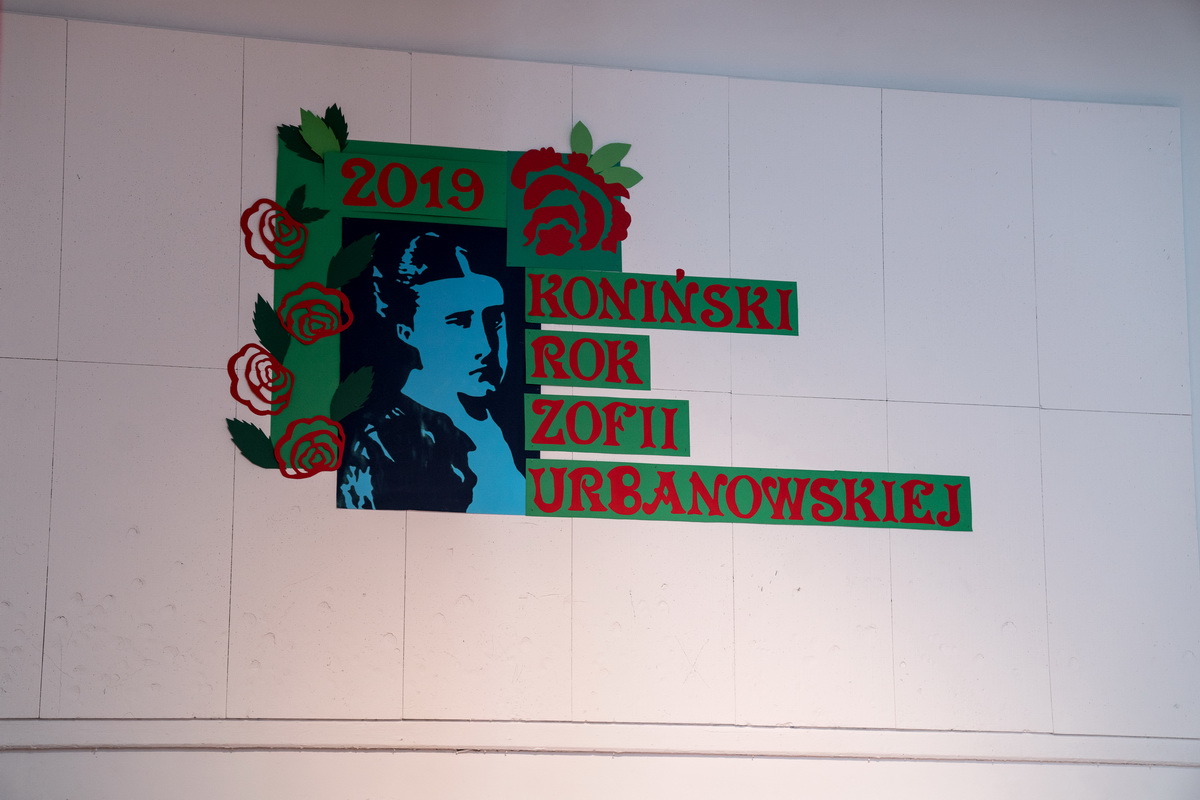 2019
KONIŃSKI
ROK
ZOFII
URBANOWSKIEJ